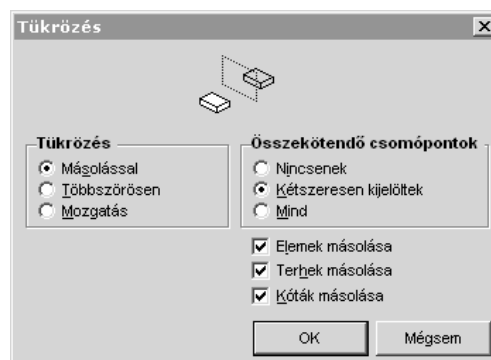 Tükrözés
Tükrözés
Másolással
Többszörösen
Mozgatás
Összekötendő csomópontok
Nincsenek
Kétszeresen kijelöltek
Mind
Elemek másolása
Terhek másolása
Kóták másolása
OK
Mégsem